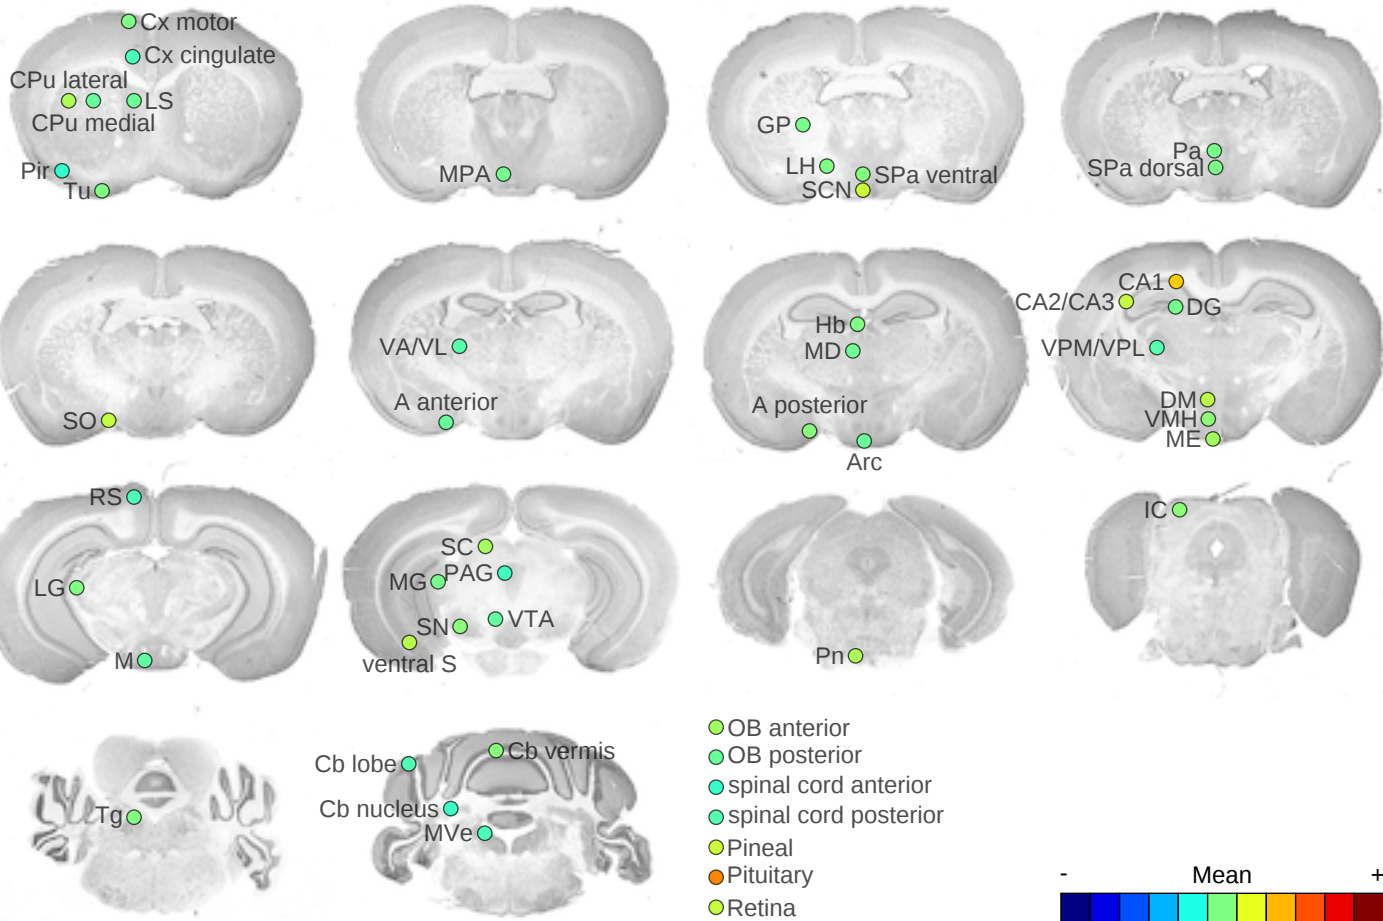 Cx motor
Cx cingulate
CPu lateral
LS
CPu medial
Pir
Tu
MPA
GP
LH
SPa ventral
SCN
Pa
SPa dorsal
SO
VA/VL
A anterior
Hb
MD
A posterior
Arc
CA1
CA2/CA3
DG
VPM/VPL
DM
VMH
ME
RS
LG
M
SC
PAG
MG
VTA
SN
ventral S
Pn
IC
Tg
Cb vermis
Cb lobe
Cb nucleus
MVe
OB anterior
OB posterior
spinal cord anterior
spinal cord posterior
Pineal
Pituitary
Retina
- Mean +